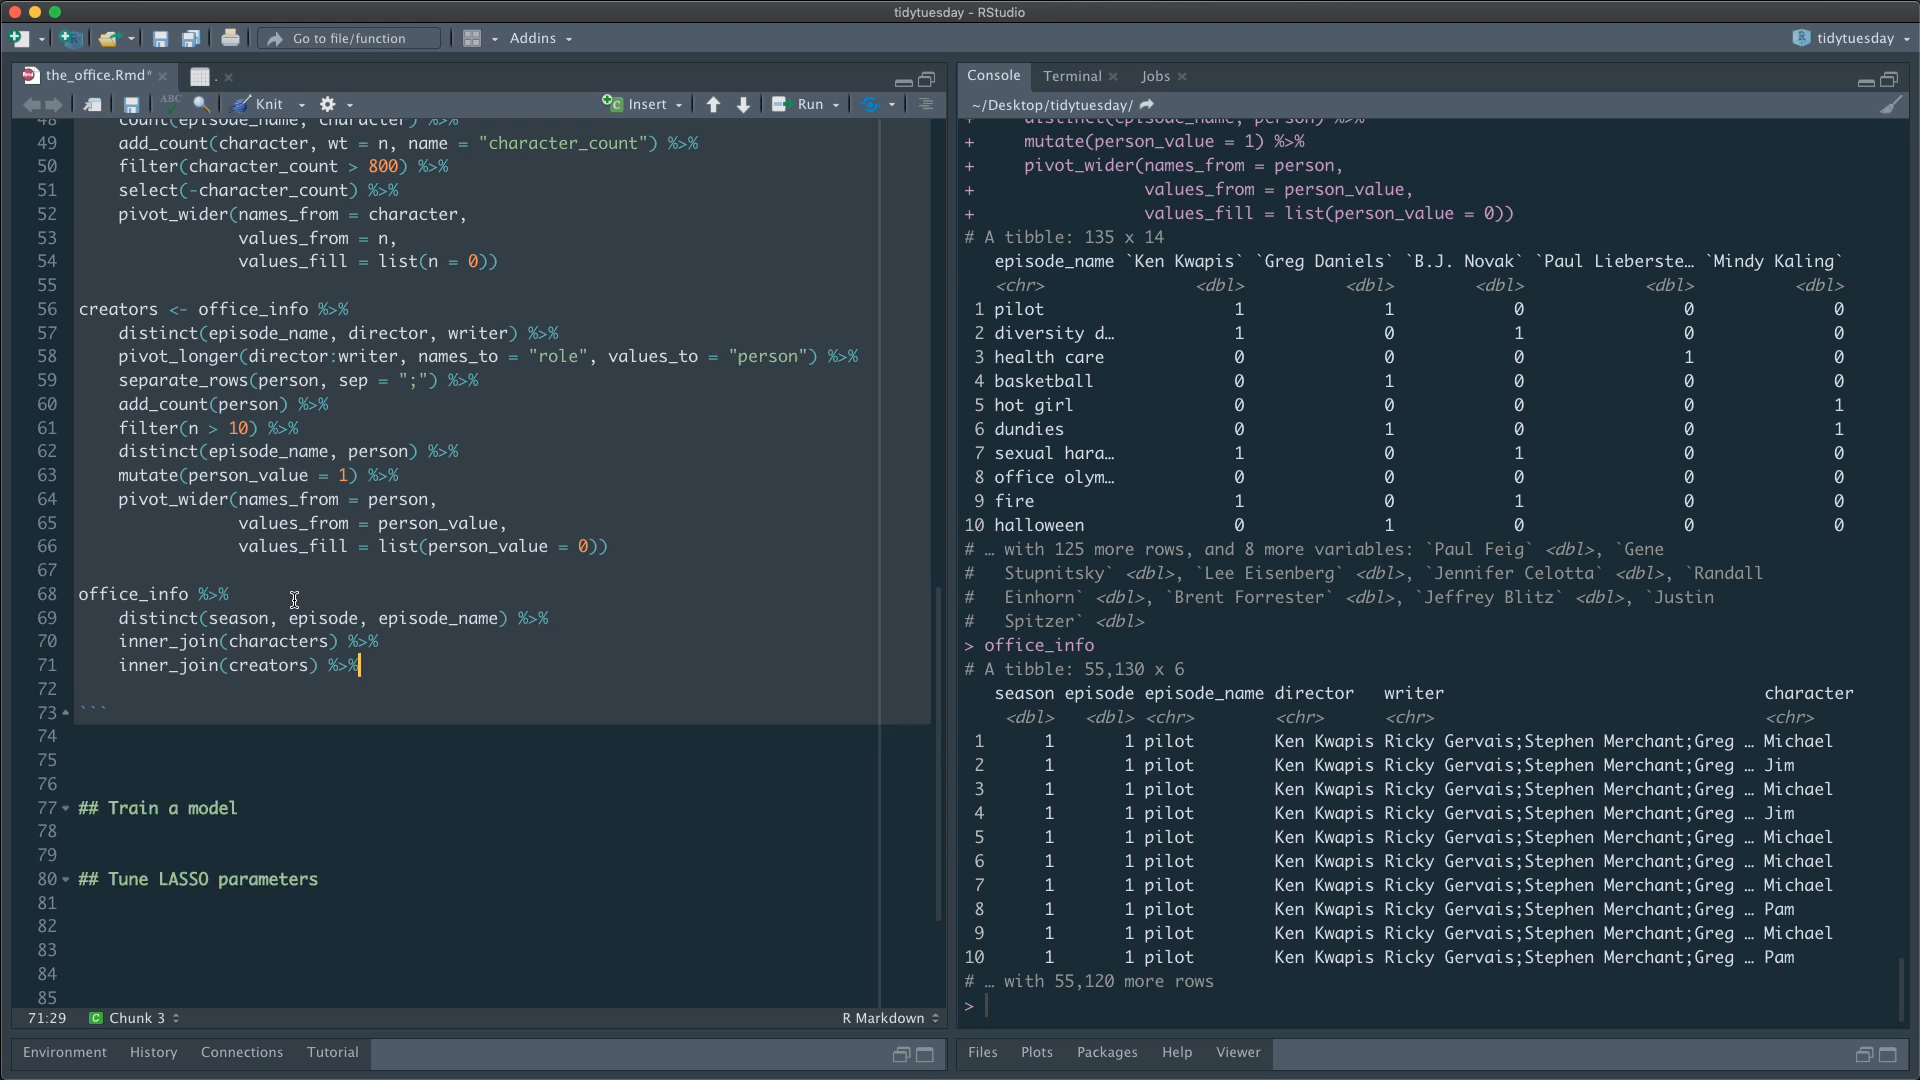 tidytuesday - RStudio
Go to file/function
Addins
tidytuesday
the_office.Rmd*
.
ABC
Knit
Insert
Run
48 count(episode_name, character) %>%
49 add_count(character, wt = n, name = "character_count") %>%
50 filter(character_count > 800) %>%
51 select(-character_count) %>%
52 pivot_wider(names_from = character,
53 values_from = n,
54 values_fill = list(n = 0))
55
56 creators <- office_info %>%
57 distinct(episode_name, director, writer) %>%
58 pivot_longer(director:writer, names_to = "role", values_to = "person") %>%
59 separate_rows(person, sep = ";") %>%
60 add_count(person) %>%
61 filter(n > 10) %>%
62 distinct(episode_name, person) %>%
63 mutate(person_value = 1) %>%
64 pivot_wider(names_from = person,
65 values_from = person_value,
66 values_fill = list(person_value = 0))
67
68 office_info %>%
69 distinct(season, episode, episode_name) %>%
70 inner_join(characters) %>%
71 inner_join(creators) %>%
72
73 ```
74
75
76
77 ## Train a model
78
79
80 ## Tune LASSO parameters
81
82
83
84
85
71:29 C Chunk 3 R Markdown
Environment History Connections Tutorial
Console Terminal Jobs
~/Desktop/tidytuesday/
+ distinct(episode_name, person) %>%
+ mutate(person_value = 1) %>%
+ pivot_wider(names_from = person,
+ values_from = person_value,
+ values_fill = list(person_value = 0))
# A tibble: 135 x 14
episode_name `Ken Kwapis` `Greg Daniels` `B.J. Novak` `Paul Lieberste… `Mindy Kaling`
<chr> <dbl> <dbl> <dbl> <dbl> <dbl>
1 pilot 1 1 0 0 0
2 diversity d… 1 0 1 0 0
3 health care 0 0 0 1 0
4 basketball 0 1 0 0 0
5 hot girl 0 0 0 0 1
6 dundies 0 1 0 0 1
7 sexual hara… 1 0 1 0 0
8 office olym… 0 0 0 0 0
9 fire 1 0 1 0 0
10 halloween 0 1 0 0 0
# … with 125 more rows, and 8 more variables: `Paul Feig` <dbl>, `Gene
# Stupnitsky` <dbl>, `Lee Eisenberg` <dbl>, `Jennifer Celotta` <dbl>, `Randall
# Einhorn` <dbl>, `Brent Forrester` <dbl>, `Jeffrey Blitz` <dbl>, `Justin
# Spitzer` <dbl>
> office_info
# A tibble: 55,130 x 6
season episode episode_name director writer character
<dbl> <dbl> <chr> <chr> <chr> <chr>
1 1 1 pilot Ken Kwapis Ricky Gervais;Stephen Merchant;Greg … Michael
2 1 1 pilot Ken Kwapis Ricky Gervais;Stephen Merchant;Greg … Jim
3 1 1 pilot Ken Kwapis Ricky Gervais;Stephen Merchant;Greg … Michael
4 1 1 pilot Ken Kwapis Ricky Gervais;Stephen Merchant;Greg … Jim
5 1 1 pilot Ken Kwapis Ricky Gervais;Stephen Merchant;Greg … Michael
6 1 1 pilot Ken Kwapis Ricky Gervais;Stephen Merchant;Greg … Michael
7 1 1 pilot Ken Kwapis Ricky Gervais;Stephen Merchant;Greg … Michael
8 1 1 pilot Ken Kwapis Ricky Gervais;Stephen Merchant;Greg … Pam
9 1 1 pilot Ken Kwapis Ricky Gervais;Stephen Merchant;Greg … Michael
10 1 1 pilot Ken Kwapis Ricky Gervais;Stephen Merchant;Greg … Pam
# … with 55,120 more rows
>
Files Plots Packages Help Viewer